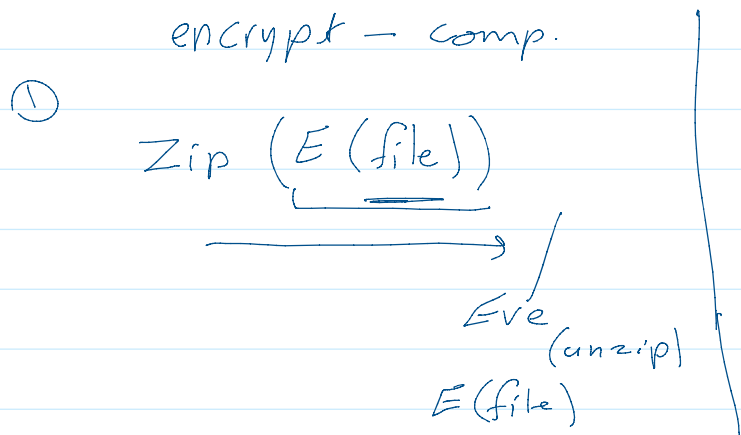 encrypt - comp.
①
Zip (E (file))
Eve
(unzip)
E(file)